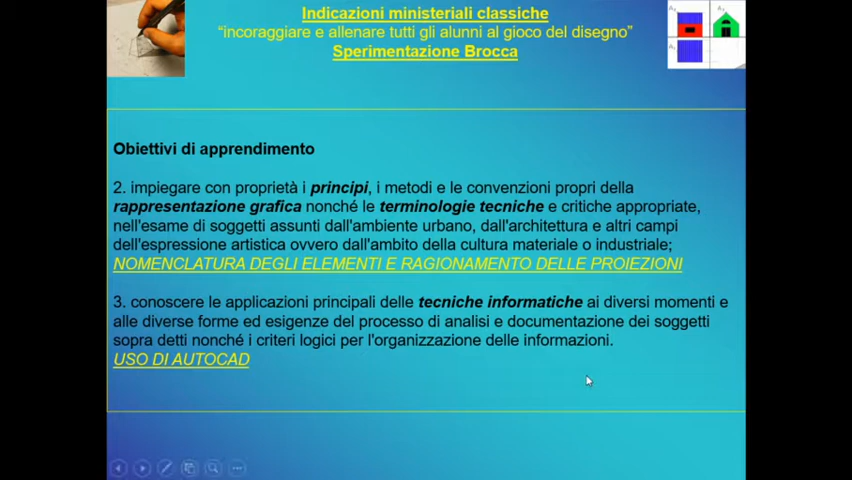 Indicazioni ministeriali classiche
“incoraggiare e allenare tutti gli alunni al gioco del disegno”
Sperimentazione Brocca
Obiettivi di apprendimento
2. impiegare con proprietà i principi, i metodi e le convenzioni propri della
rappresentazione grafica nonché le terminologie tecniche e critiche appropriate,
nell'esame di soggetti assunti dall'ambiente urbano, dall'architettura e altri campi
dell'espressione artistica ovvero dall'ambito della cultura materiale o industriale;
NOMENCLATURA DEGLI ELEMENTI E RAGIONAMENTO DELLE PROIEZIONI
3. conoscere le applicazioni principali delle tecniche informatiche ai diversi momenti e
alle diverse forme ed esigenze del processo di analisi e documentazione dei soggetti
sopra detti nonché i criteri logici per l'organizzazione delle informazioni.
USO DI AUTOCAD